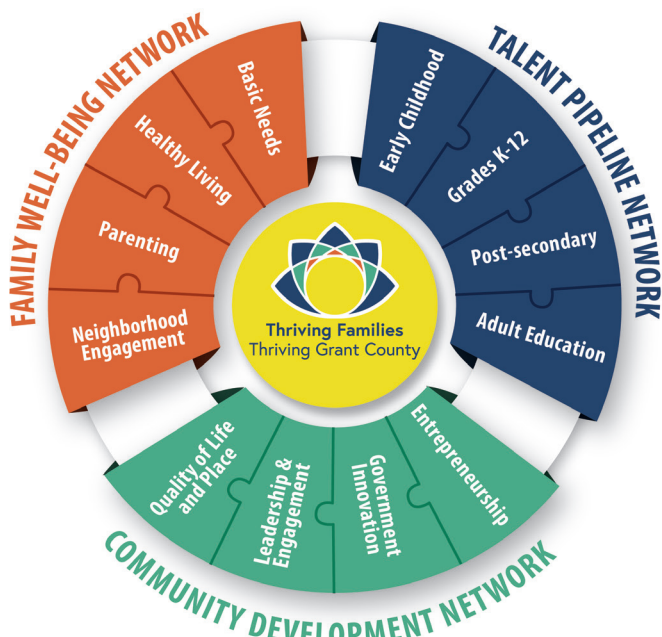 FAMILY WELL-BEING NETWORK
Basic Needs
Healthy Living
Parenting
Neighborhood
Engagement
TALENT PIPELINE NETWORK
Early Childhood
Grades K-12
Post-secondary
Adult Education
Thriving Families
Thriving Grant County
Quality of Life
and Place
Leadership &
Engagement
Government
Innovation
Entrepreneurship
COMMUNITY DEVELOPMENT NETWORK